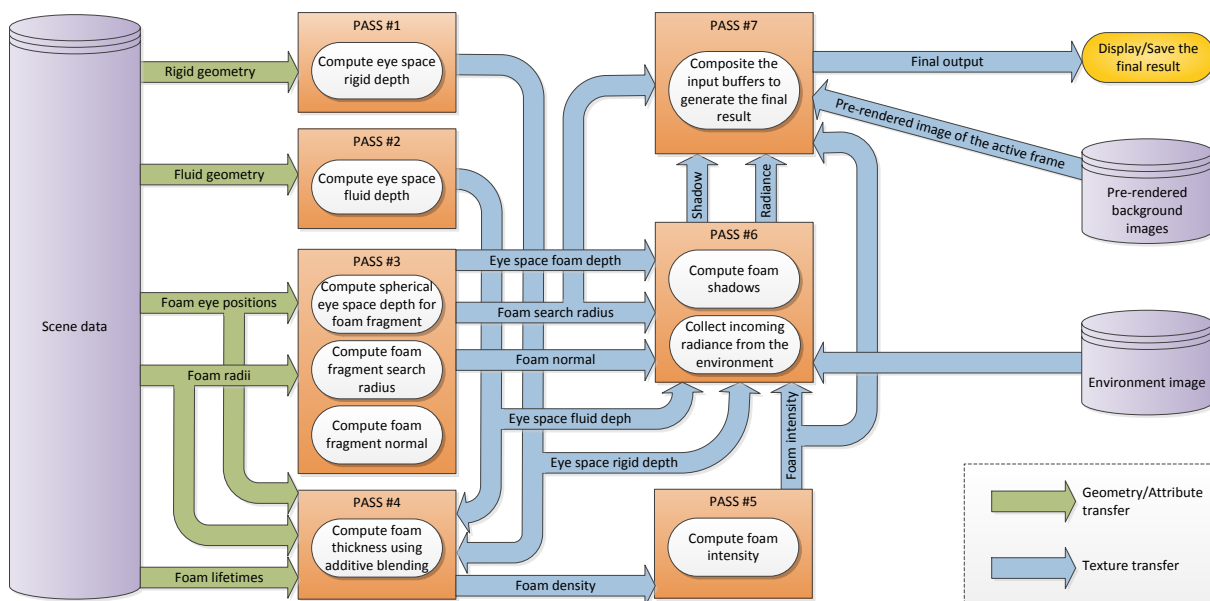 Scene data
Rigid geometry
Fluid geometry
Foam eye positions
Foam radii
Foam lifetimes
PASS #1
Compute eye space
rigid depth
PASS #2
Compute eye space
fluid depth
PASS #3
Compute spherical
eye space depth for
foam fragment
Compute foam
fragment search
radius
Compute foam
fragment normal
PASS #4
Compute foam
thickness using
additive blending
Eye space foam depth
Foam search radius
Foam normal
Eye space fluid deph
Eye space rigid depth
Foam density
PASS #7
Composite the
input buffers to
generate the final
result
Shadow
Radiance
PASS #6
Compute foam
shadows
Collect incoming
radiance from the
environment
Foam intensity
PASS #5
Compute foam
intensity
Final output
Display/Save the
final result
Pre-rendered image of the active frame
Pre-rendered
background
images
Environment image
Geometry/Attribute
transfer
Texture transfer